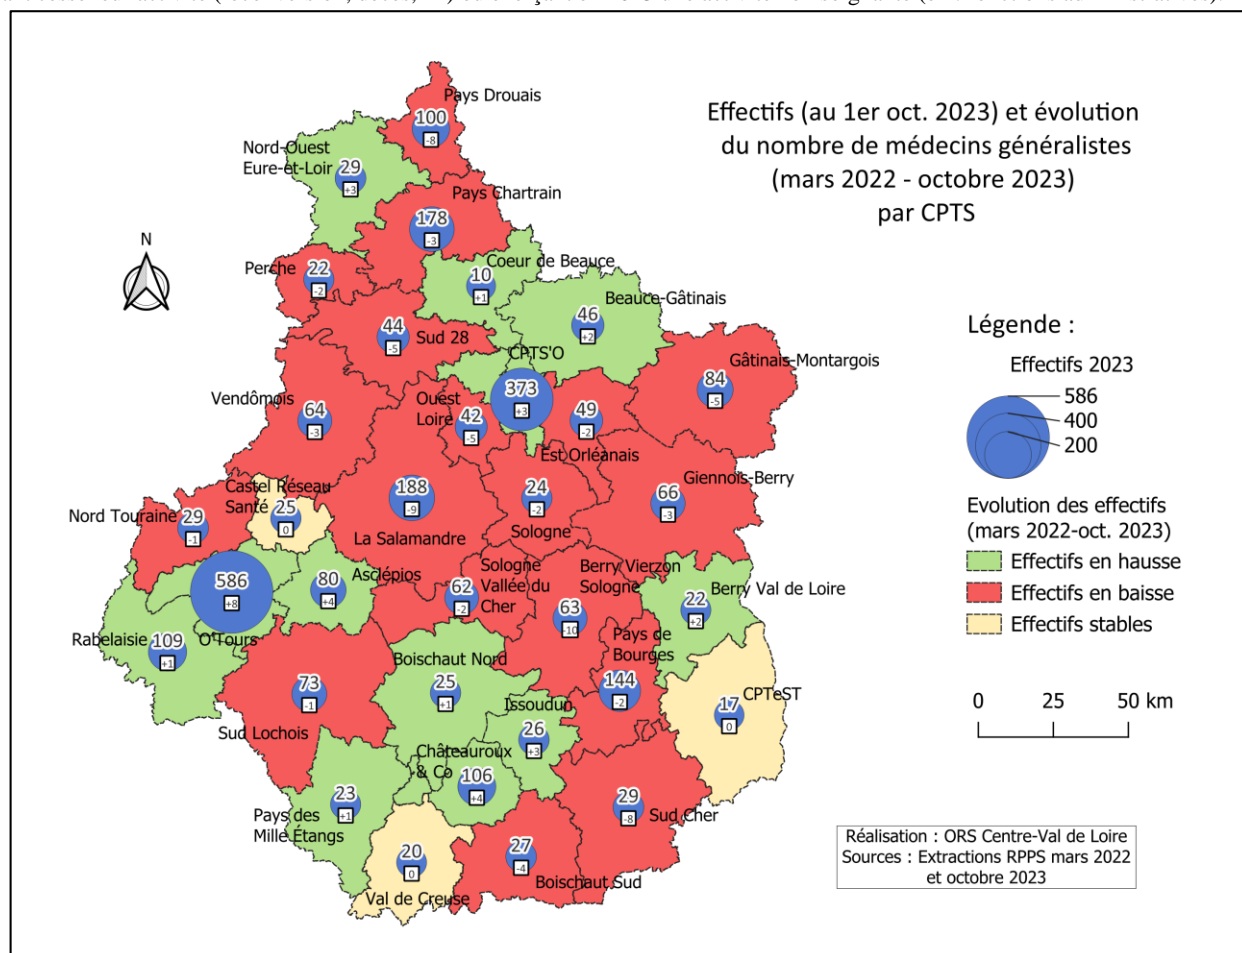 Effectifs (au 1er oct. 2023) et évolution
du nombre de médecins généralistes
(mars 2022 - octobre 2023)
par CPTS
N
Pays Drouais
100
-8
Nord-Ouest
Eure-et-Loir
29
+3
Pays Chartrain
178
-3
Perche
22
-2
Coeur de Beauce
10
+1
Beauce-Gâtinais
46
+2
44
-5
Sud 28
CPTS'O
373
+3
Gâtinais-Montargois
84
-5
Vendômois
64
-3
Ouest
Loire
42
-5
49
-2
Est Orléanais
Giennois-Berry
66
-3
Castel Réseau
Santé
25
0
188
-9
La Salamandre
24
-2
Sologne
Nord Touraine
29
-1
586
+8
O'Tours
80
+4
Asclépios
Sologne
Vallée du
Cher
62
-2
Berry Vierzon
Sologne
63
-10
Berry Val de Loire
22
+2
Rabelaisie
109
+1
Pays de
Bourges
144
-2
Boischaut Nord
25
+1
73
-1
Sud Lochois
Issoudun
26
+3
CPTeST
17
0
Châteauroux
& Co
106
+4
23
+1
Pays des
Mille Étangs
29
-8
Sud Cher
20
0
Val de Creuse
27
-4
Boischaut Sud
Légende :
Effectifs 2023
586
400
200
Evolution des effectifs
(mars 2022-oct. 2023)
Effectifs en hausse
Effectifs en baisse
Effectifs stables
0 25 50 km
Réalisation : ORS Centre-Val de Loire
Sources : Extractions RPPS mars 2022
et octobre 2023